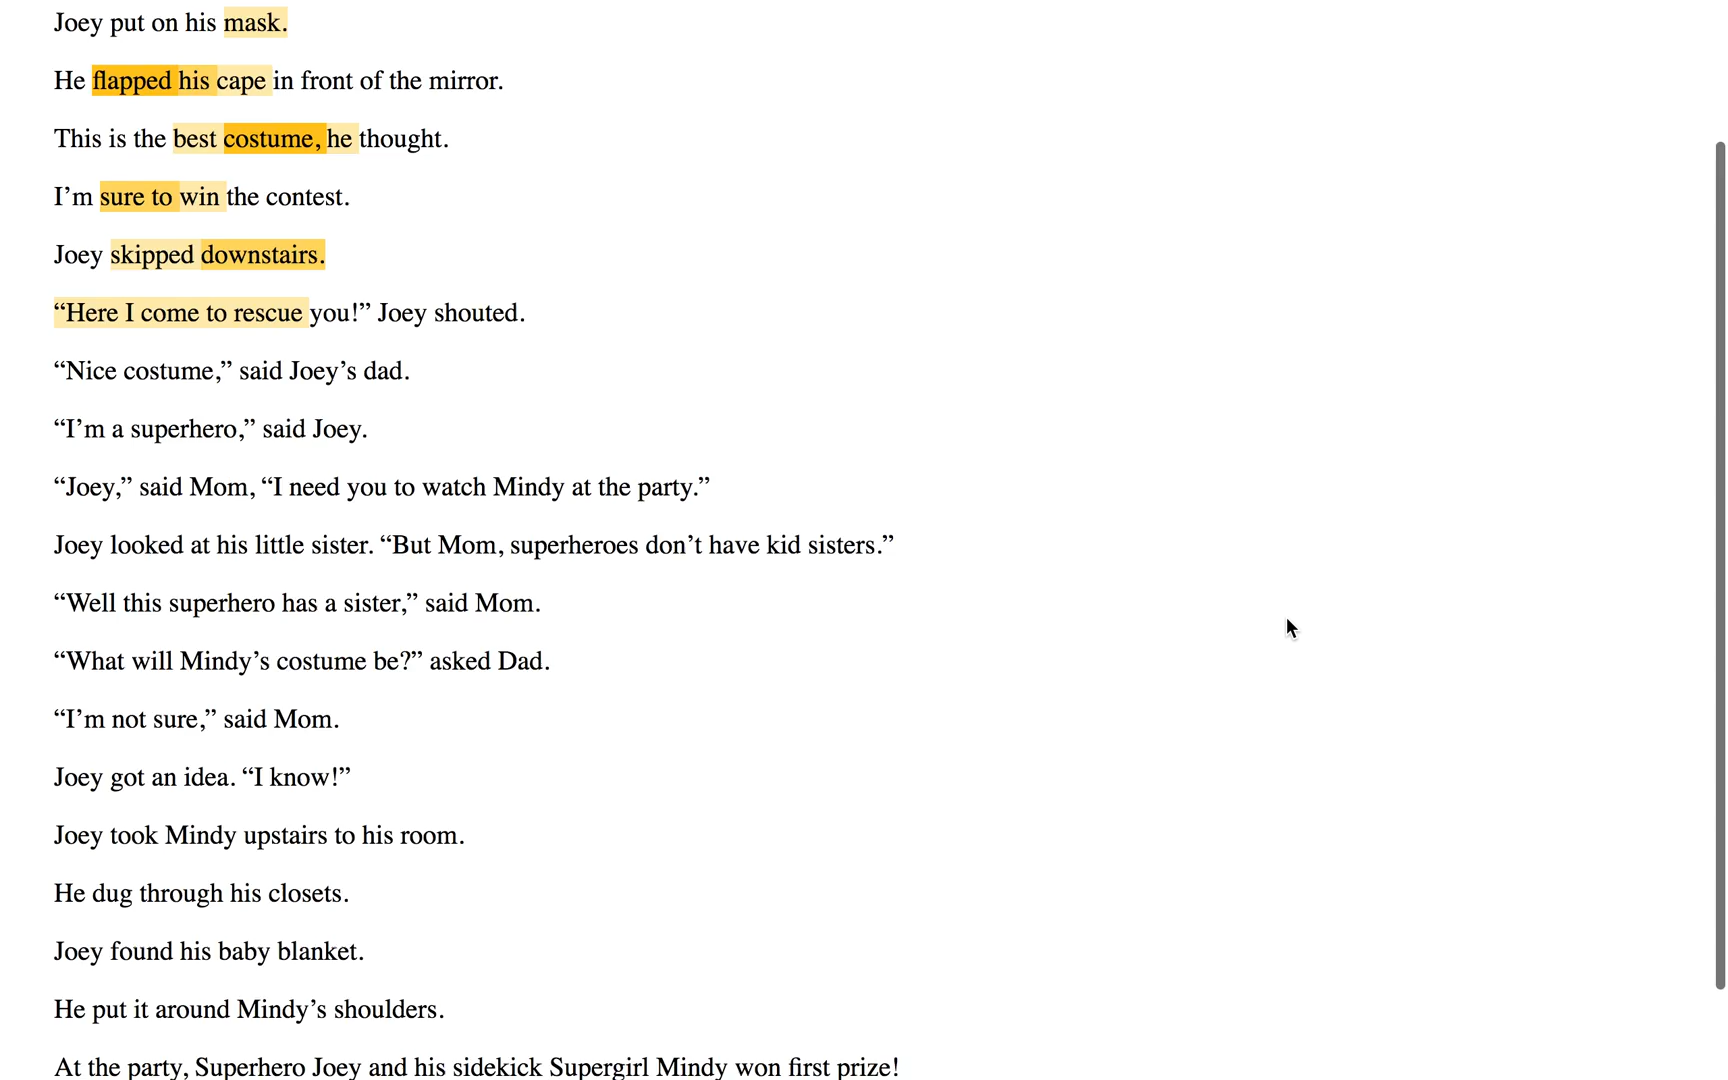 Joey put on his mask.
He flapped his cape in front of the mirror.
This is the best costume, he thought.
I’m sure to win the contest.
Joey skipped downstairs.
“Here I come to rescue you!” Joey shouted.
“Nice costume,” said Joey’s dad.
“I’m a superhero,” said Joey.
“Joey,” said Mom, “I need you to watch Mindy at the party.”
Joey looked at his little sister. “But Mom, superheroes don’t have kid sisters.”
“Well this superhero has a sister,” said Mom.
“What will Mindy’s costume be?” asked Dad.
“I’m not sure,” said Mom.
Joey got an idea. “I know!”
Joey took Mindy upstairs to his room.
He dug through his closets.
Joey found his baby blanket.
He put it around Mindy’s shoulders.
At the party, Superhero Joey and his sidekick Supergirl Mindy won first prize!